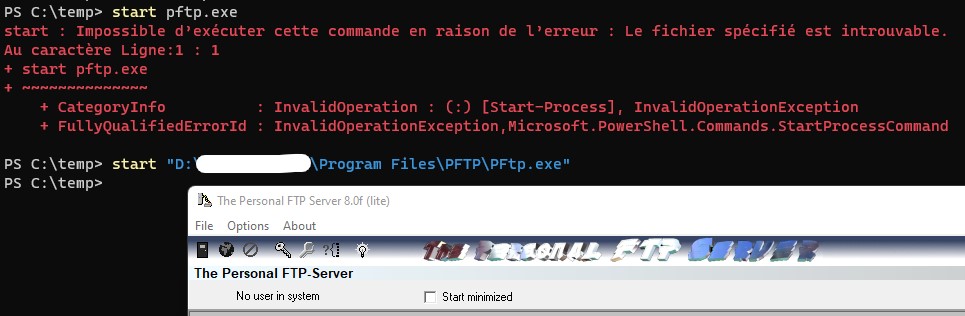 PS C:\temp> start pftp.exe
start : Impossible d’exécuter cette commande en raison de l’erreur : Le fichier spécifié est introuvable.
Au caractère Ligne:1 : 1
+ start pftp.exe
+ ~~~~~~~~~~~~~~
+ CategoryInfo : InvalidOperation : (:) [Start-Process], InvalidOperationException
+ FullyQualifiedErrorId : InvalidOperationException,Microsoft.PowerShell.Commands.StartProcessCommand
PS C:\temp> start "D:\ \Program Files\PFTP\PFtp.exe"
PS C:\temp>
The Personal FTP Server 8.0f (lite)
File Options About
The Personal FTP Server
The Personal FTP-Server
No user in system Start minimized